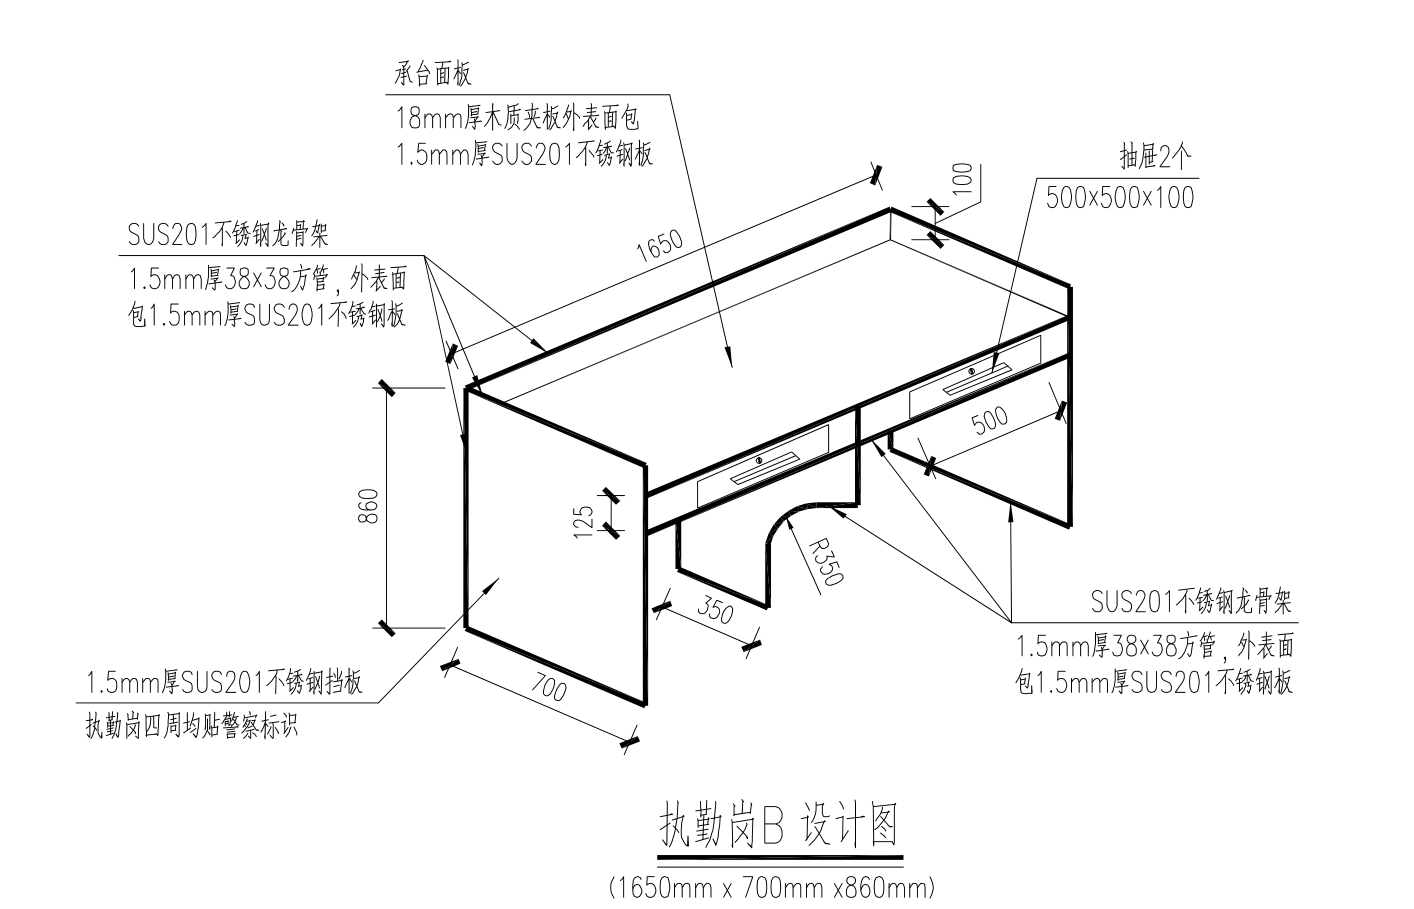 承台面板
18mm厚木质夹板外表面包
1.5mm厚SUS201不锈钢板
抽屉2个
500x500x100
100
1650
SUS201不锈钢龙骨架
1.5mm厚38x38方管，外表面
包1.5mm厚SUS201不锈钢板
500
860
125
R350
350
700
SUS201不锈钢龙骨架
1.5mm厚38x38方管，外表面
包1.5mm厚SUS201不锈钢板
1.5mm厚SUS201不锈钢挡板
执勤岗四周均贴警察标识
执勤岗B 设计图
(1650mm x 700mm x860mm)